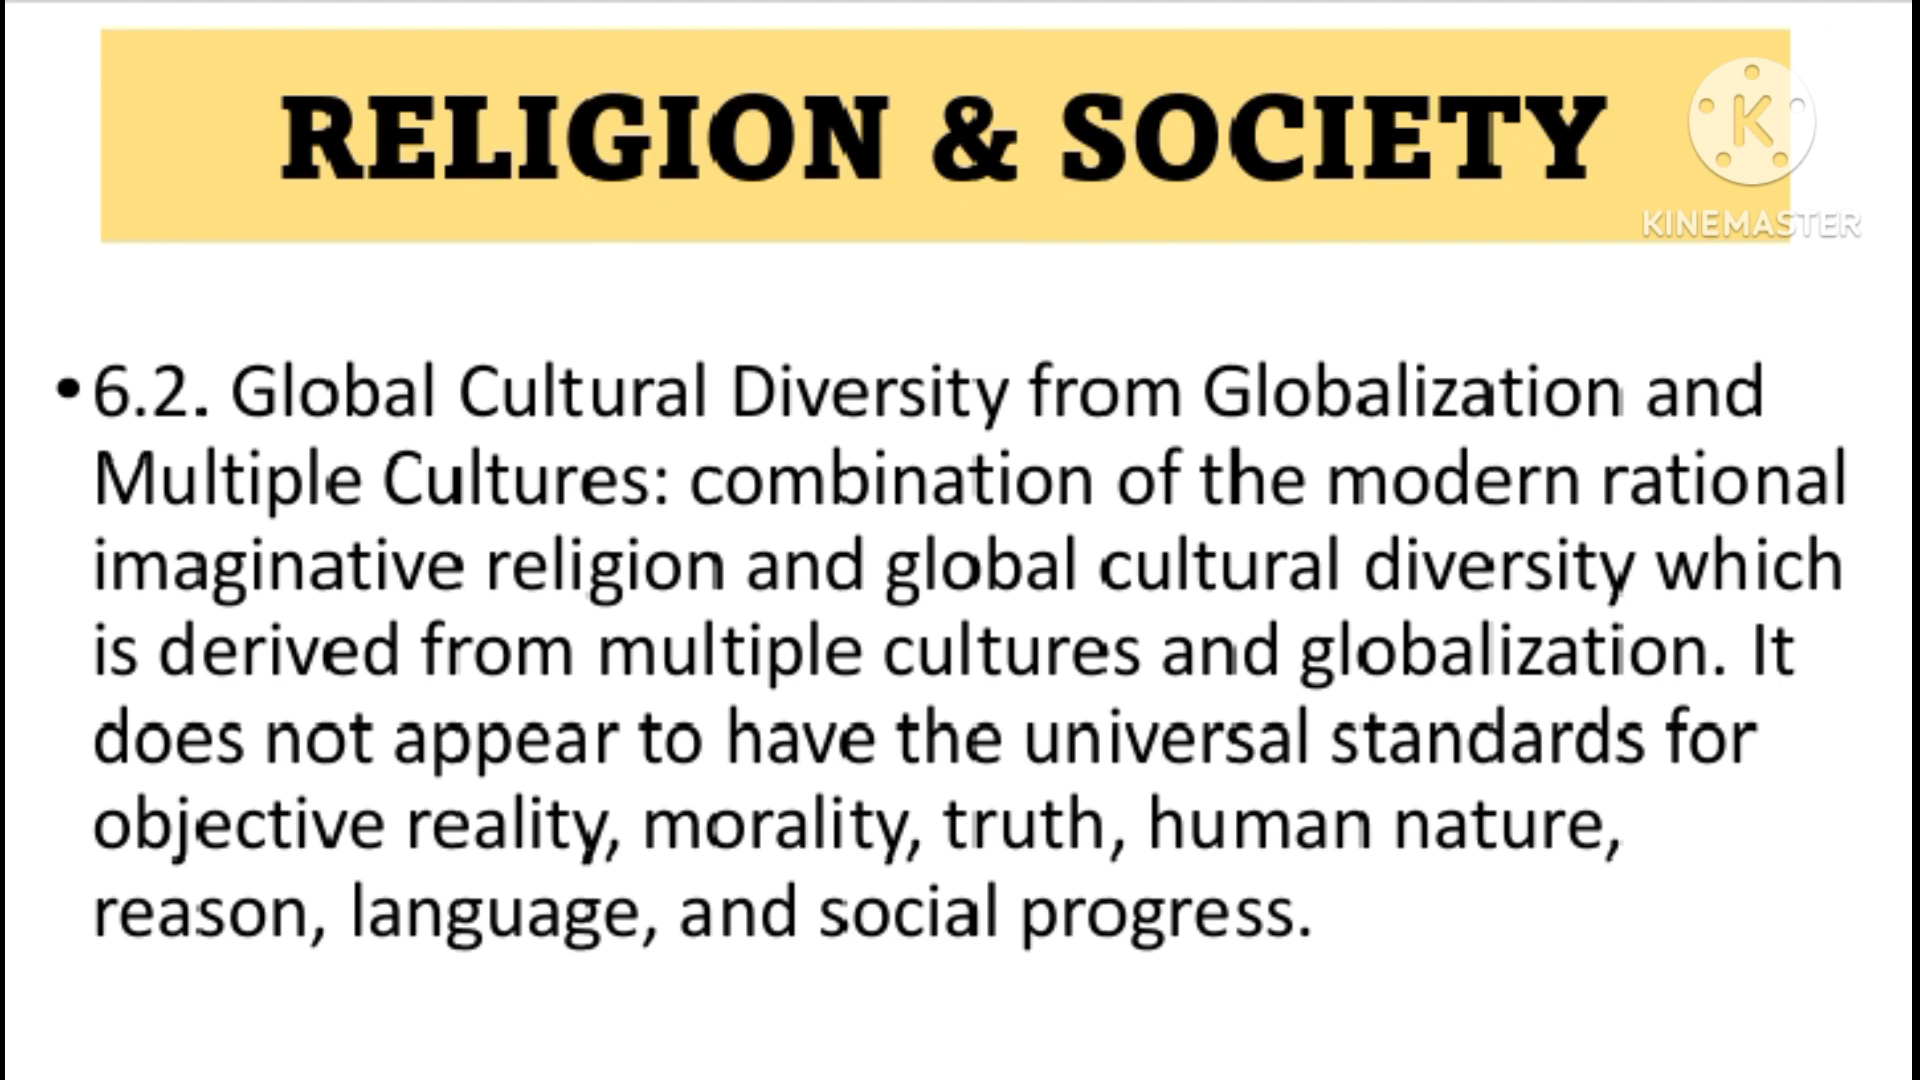 RELIGION & SOCIETY
K
KINEMASTER
• 6.2. Global Cultural Diversity from Globalization and
Multiple Cultures: combination of the modern rational
imaginative religion and global cultural diversity which
is derived from multiple cultures and globalization. It
does not appear to have the universal standards for
objective reality, morality, truth, human nature,
reason, language, and social progress.